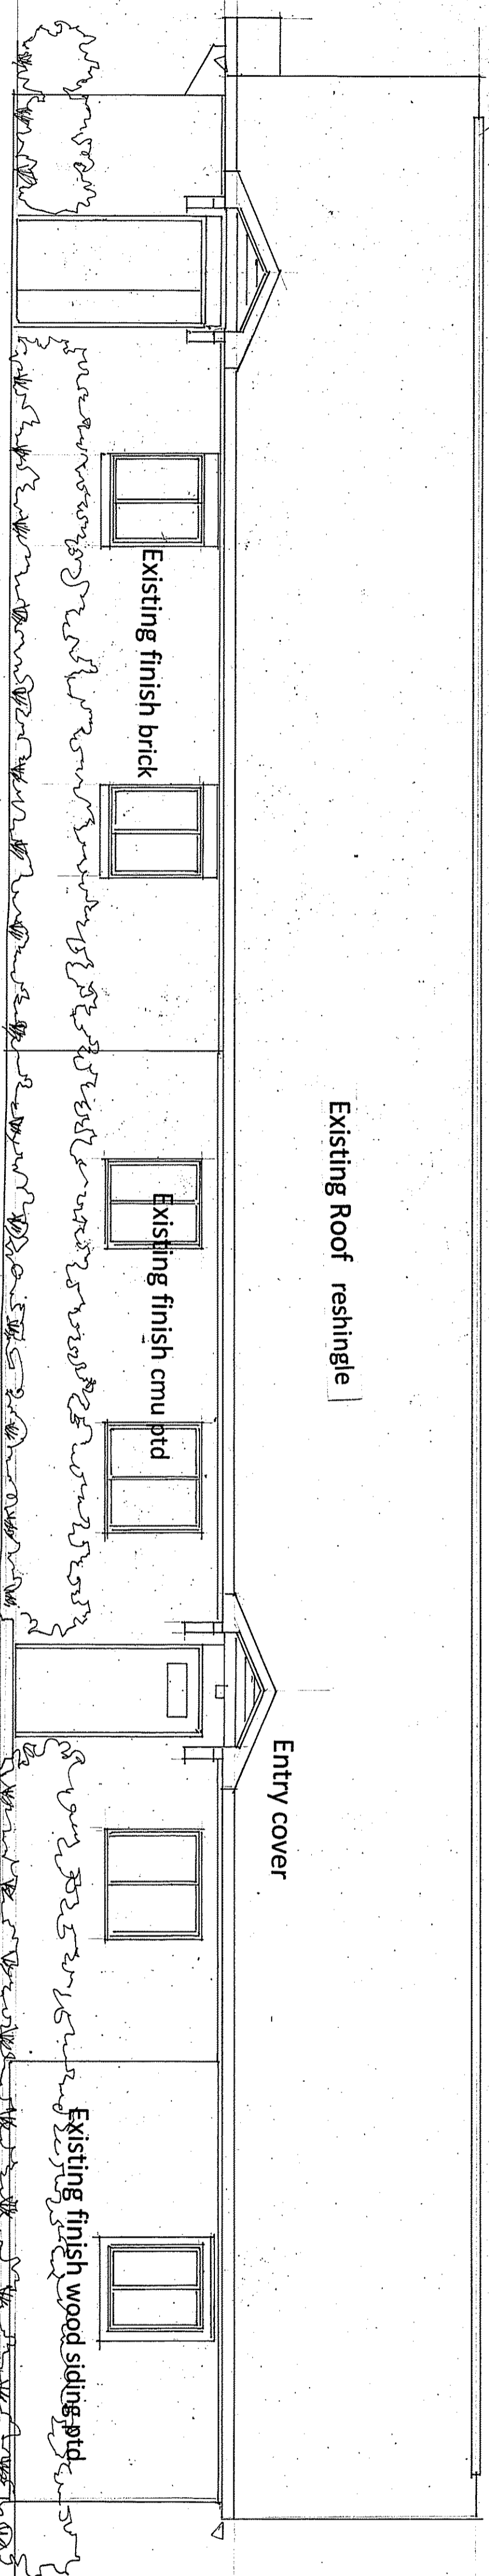 Existing Roof reshingle
Entry cover
Existing finish brick
Existing finish cmu ptd
Existing finish wood siding ptd